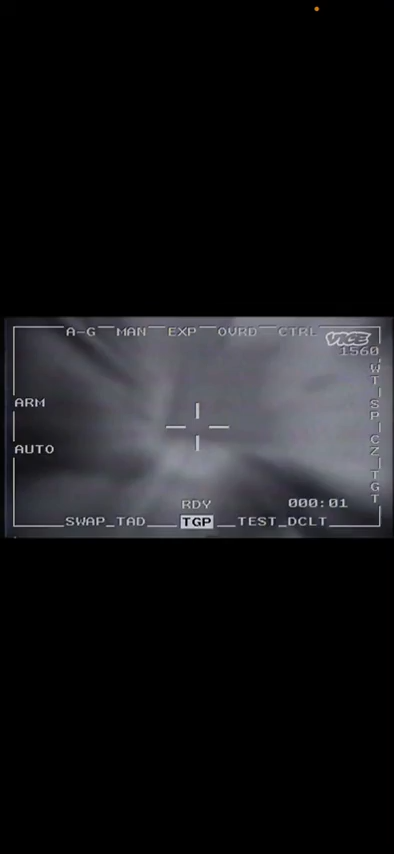 A-G MAN EXP OVRD CTRL
VICE
1560
ARM
AUTO
WT SP CZ TGT
RDY 000:01
SWAP_TAD TGP TEST_DCLT